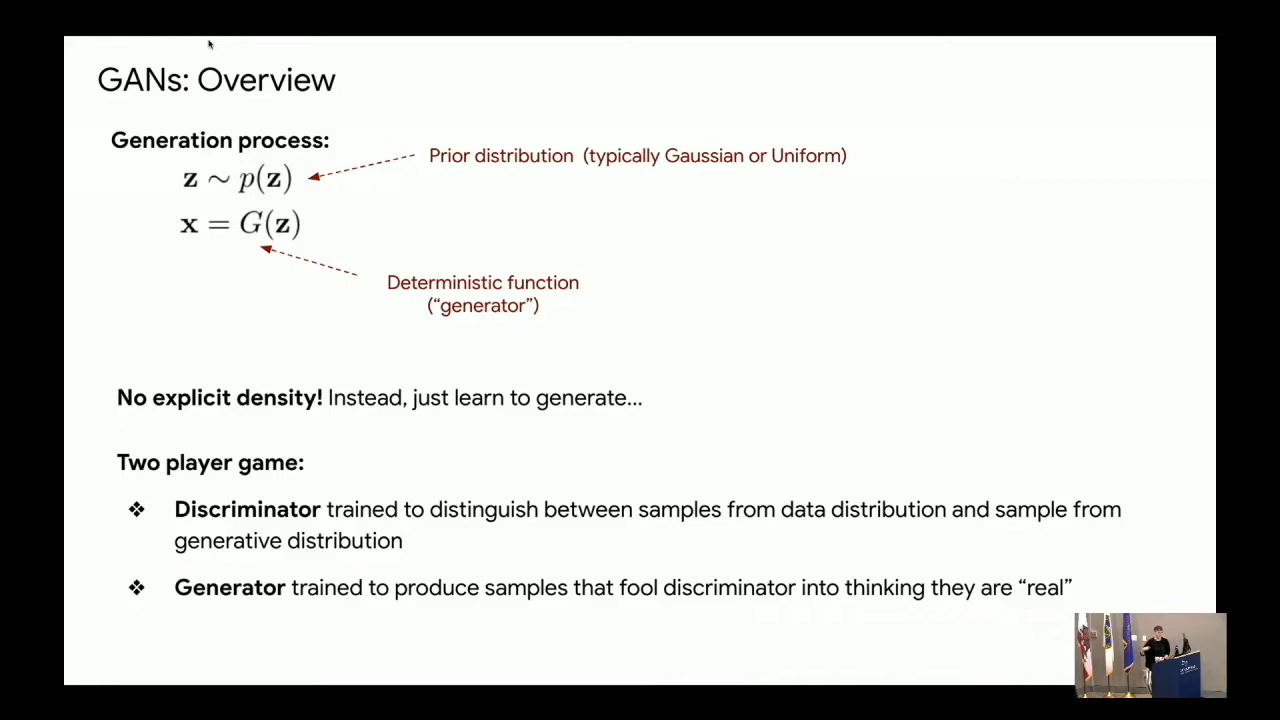 GANs: Overview
Generation process:
z ∼ p(z)
Prior distribution (typically Gaussian or Uniform)
x = G(z)
Deterministic function
(“generator”)
No explicit density! Instead, just learn to generate...
Two player game:
❖ Discriminator trained to distinguish between samples from data distribution and sample from
generative distribution
❖ Generator trained to produce samples that fool discriminator into thinking they are “real”